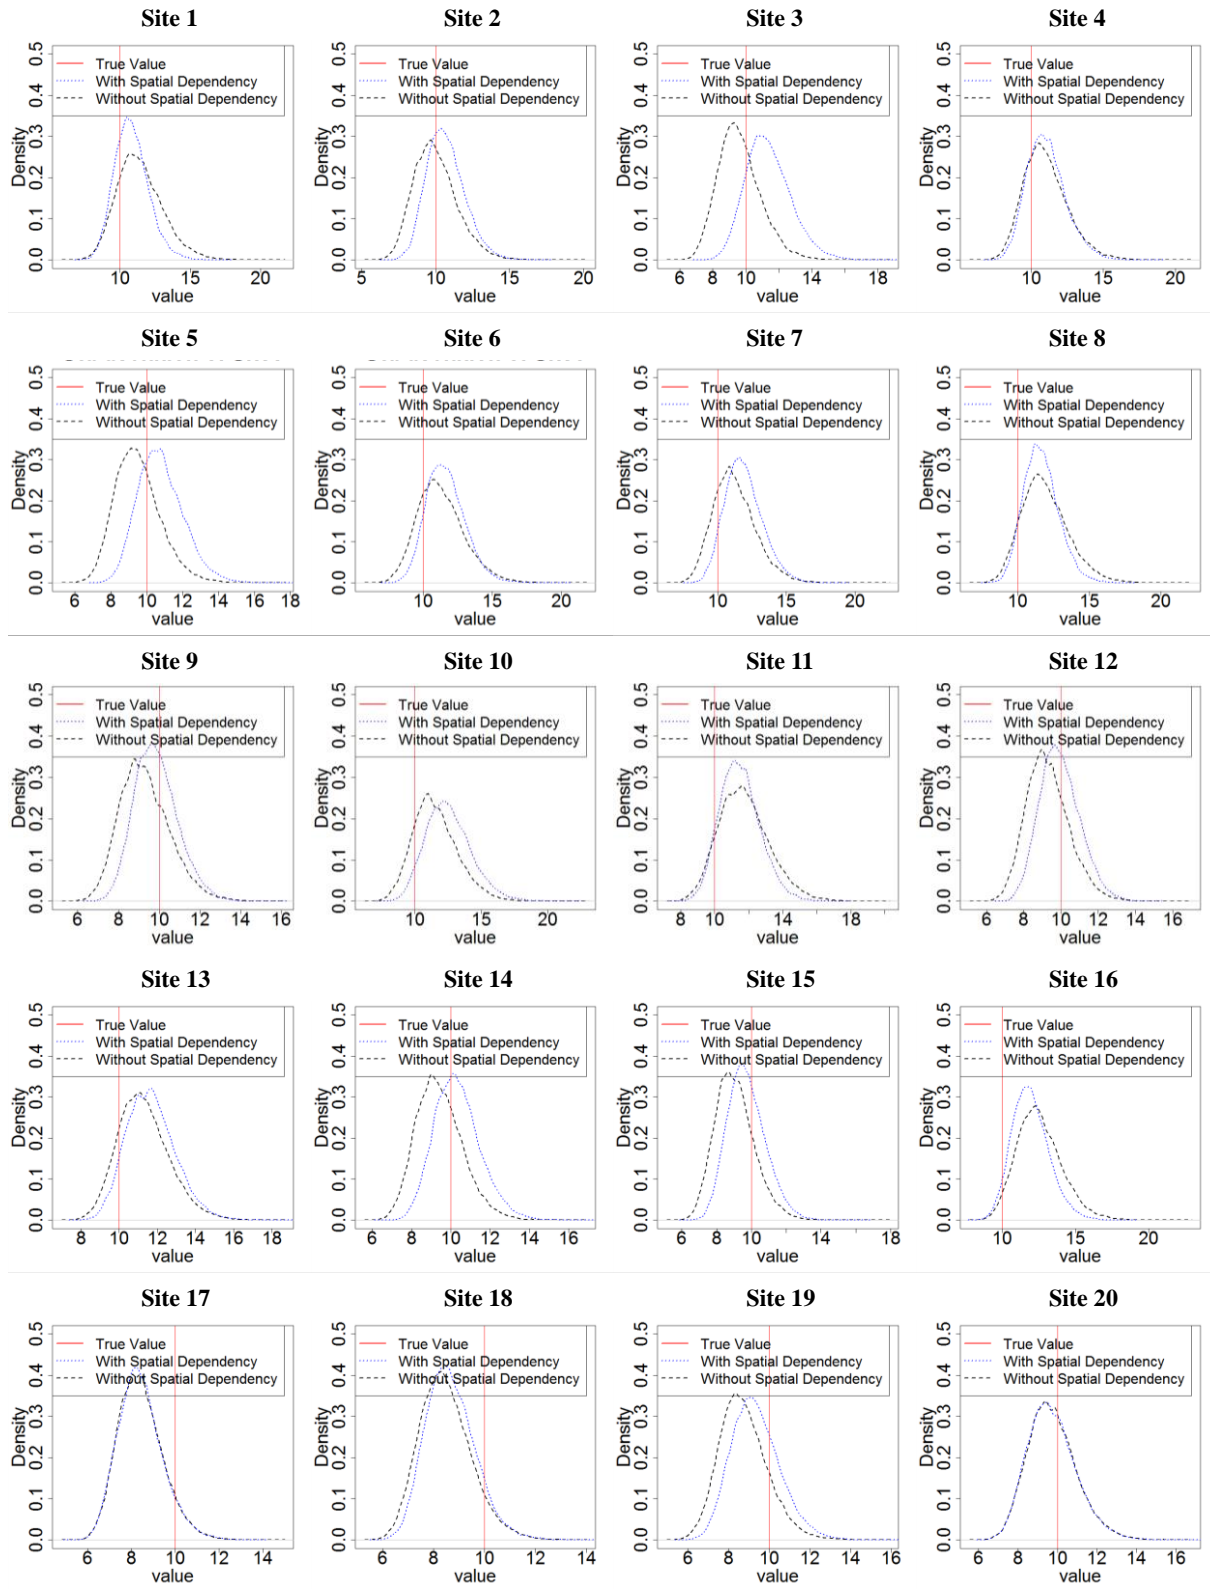 Site 1 Site 2 Site 3 Site 4
True Value
With Spatial Dependency
Without Spatial Dependency
Density
0.0 0.1 0.2 0.3 0.4 0.5
10 15 20
value
True Value
With Spatial Dependency
Without Spatial Dependency
Density
0.0 0.1 0.2 0.3 0.4 0.5
5 10 15 20
value
True Value
With Spatial Dependency
Without Spatial Dependency
Density
0.0 0.1 0.2 0.3 0.4 0.5
6 8 10 12 14 18
value
True Value
With Spatial Dependency
Without Spatial Dependency
Density
0.0 0.1 0.2 0.3 0.4 0.5
10 15 20
value
Site 5 Site 6 Site 7 Site 8
True Value
With Spatial Dependency
Without Spatial Dependency
Density
0.0 0.1 0.2 0.3 0.4 0.5
6 8 10 12 14 16 18
value
True Value
With Spatial Dependency
Without Spatial Dependency
Density
0.0 0.1 0.2 0.3 0.4 0.5
10 15 20
value
True Value
With Spatial Dependency
Without Spatial Dependency
Density
0.0 0.1 0.2 0.3 0.4 0.5
10 15 20
value
True Value
With Spatial Dependency
Without Spatial Dependency
Density
0.0 0.1 0.2 0.3 0.4 0.5
10 15 20
value
Site 9 Site 10 Site 11 Site 12
True Value
With Spatial Dependency
Without Spatial Dependency
Density
0.0 0.1 0.2 0.3 0.4 0.5
6 8 10 12 14 16
value
True Value
With Spatial Dependency
Without Spatial Dependency
Density
0.0 0.1 0.2 0.3 0.4 0.5
10 15 20
value
True Value
With Spatial Dependency
Without Spatial Dependency
Density
0.0 0.1 0.2 0.3 0.4 0.5
8 10 14 18
value
True Value
With Spatial Dependency
Without Spatial Dependency
Density
0.0 0.1 0.2 0.3 0.4 0.5
6 8 10 12 14 16
value
Site 13 Site 14 Site 15 Site 16
True Value
With Spatial Dependency
Without Spatial Dependency
Density
0.0 0.1 0.2 0.3 0.4 0.5
8 10 12 14 16 18
value
True Value
With Spatial Dependency
Without Spatial Dependency
Density
0.0 0.1 0.2 0.3 0.4 0.5
6 8 10 12 14 16
value
True Value
With Spatial Dependency
Without Spatial Dependency
Density
0.0 0.1 0.2 0.3 0.4 0.5
6 8 10 14 18
value
True Value
With Spatial Dependency
Without Spatial Dependency
Density
0.0 0.1 0.2 0.3 0.4 0.5
10 15 20
value
Site 17 Site 18 Site 19 Site 20
True Value
With Spatial Dependency
Without Spatial Dependency
Density
0.0 0.1 0.2 0.3 0.4 0.5
6 8 10 12 14
value
True Value
With Spatial Dependency
Without Spatial Dependency
Density
0.0 0.1 0.2 0.3 0.4 0.5
6 8 10 12 14
value
True Value
With Spatial Dependency
Without Spatial Dependency
Density
0.0 0.1 0.2 0.3 0.4 0.5
6 8 10 12 14 16
value
True Value
With Spatial Dependency
Without Spatial Dependency
Density
0.0 0.1 0.2 0.3 0.4 0.5
6 8 10 12 14 16
value